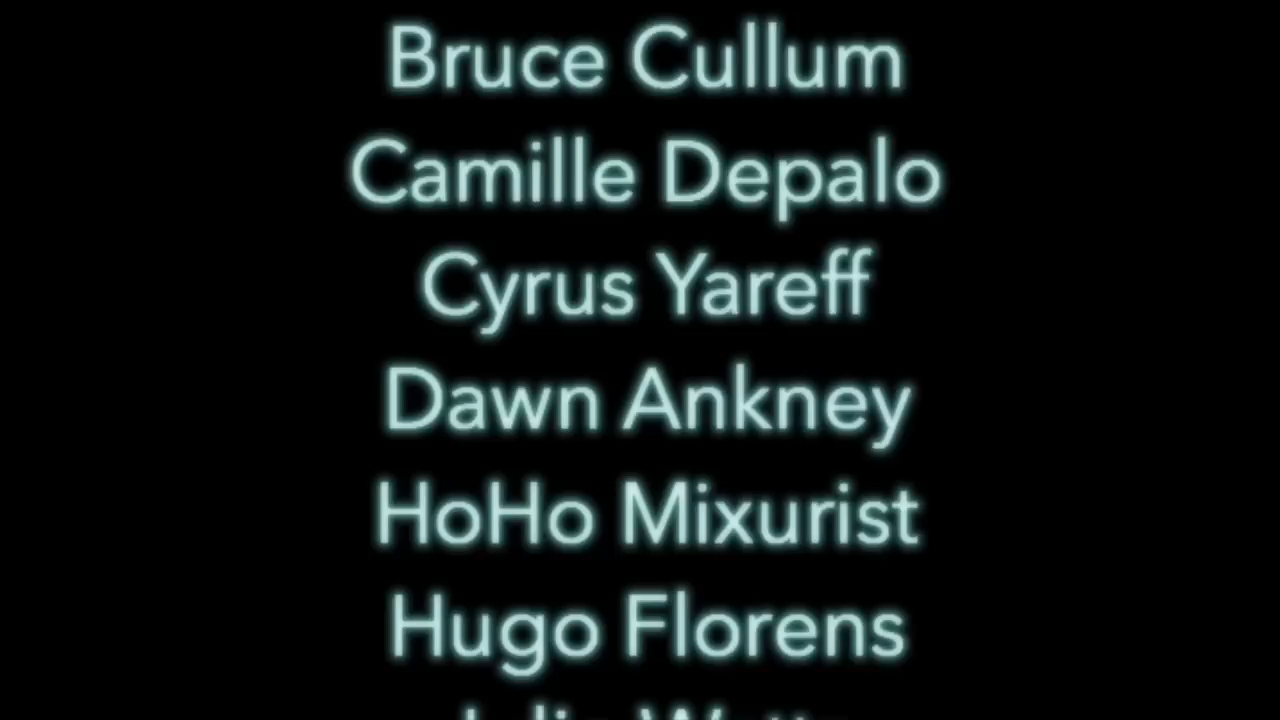 Bruce Cullum
Camille Depalo
Cyrus Yareff
Dawn Ankney
HoHo Mixurist
Hugo Florens